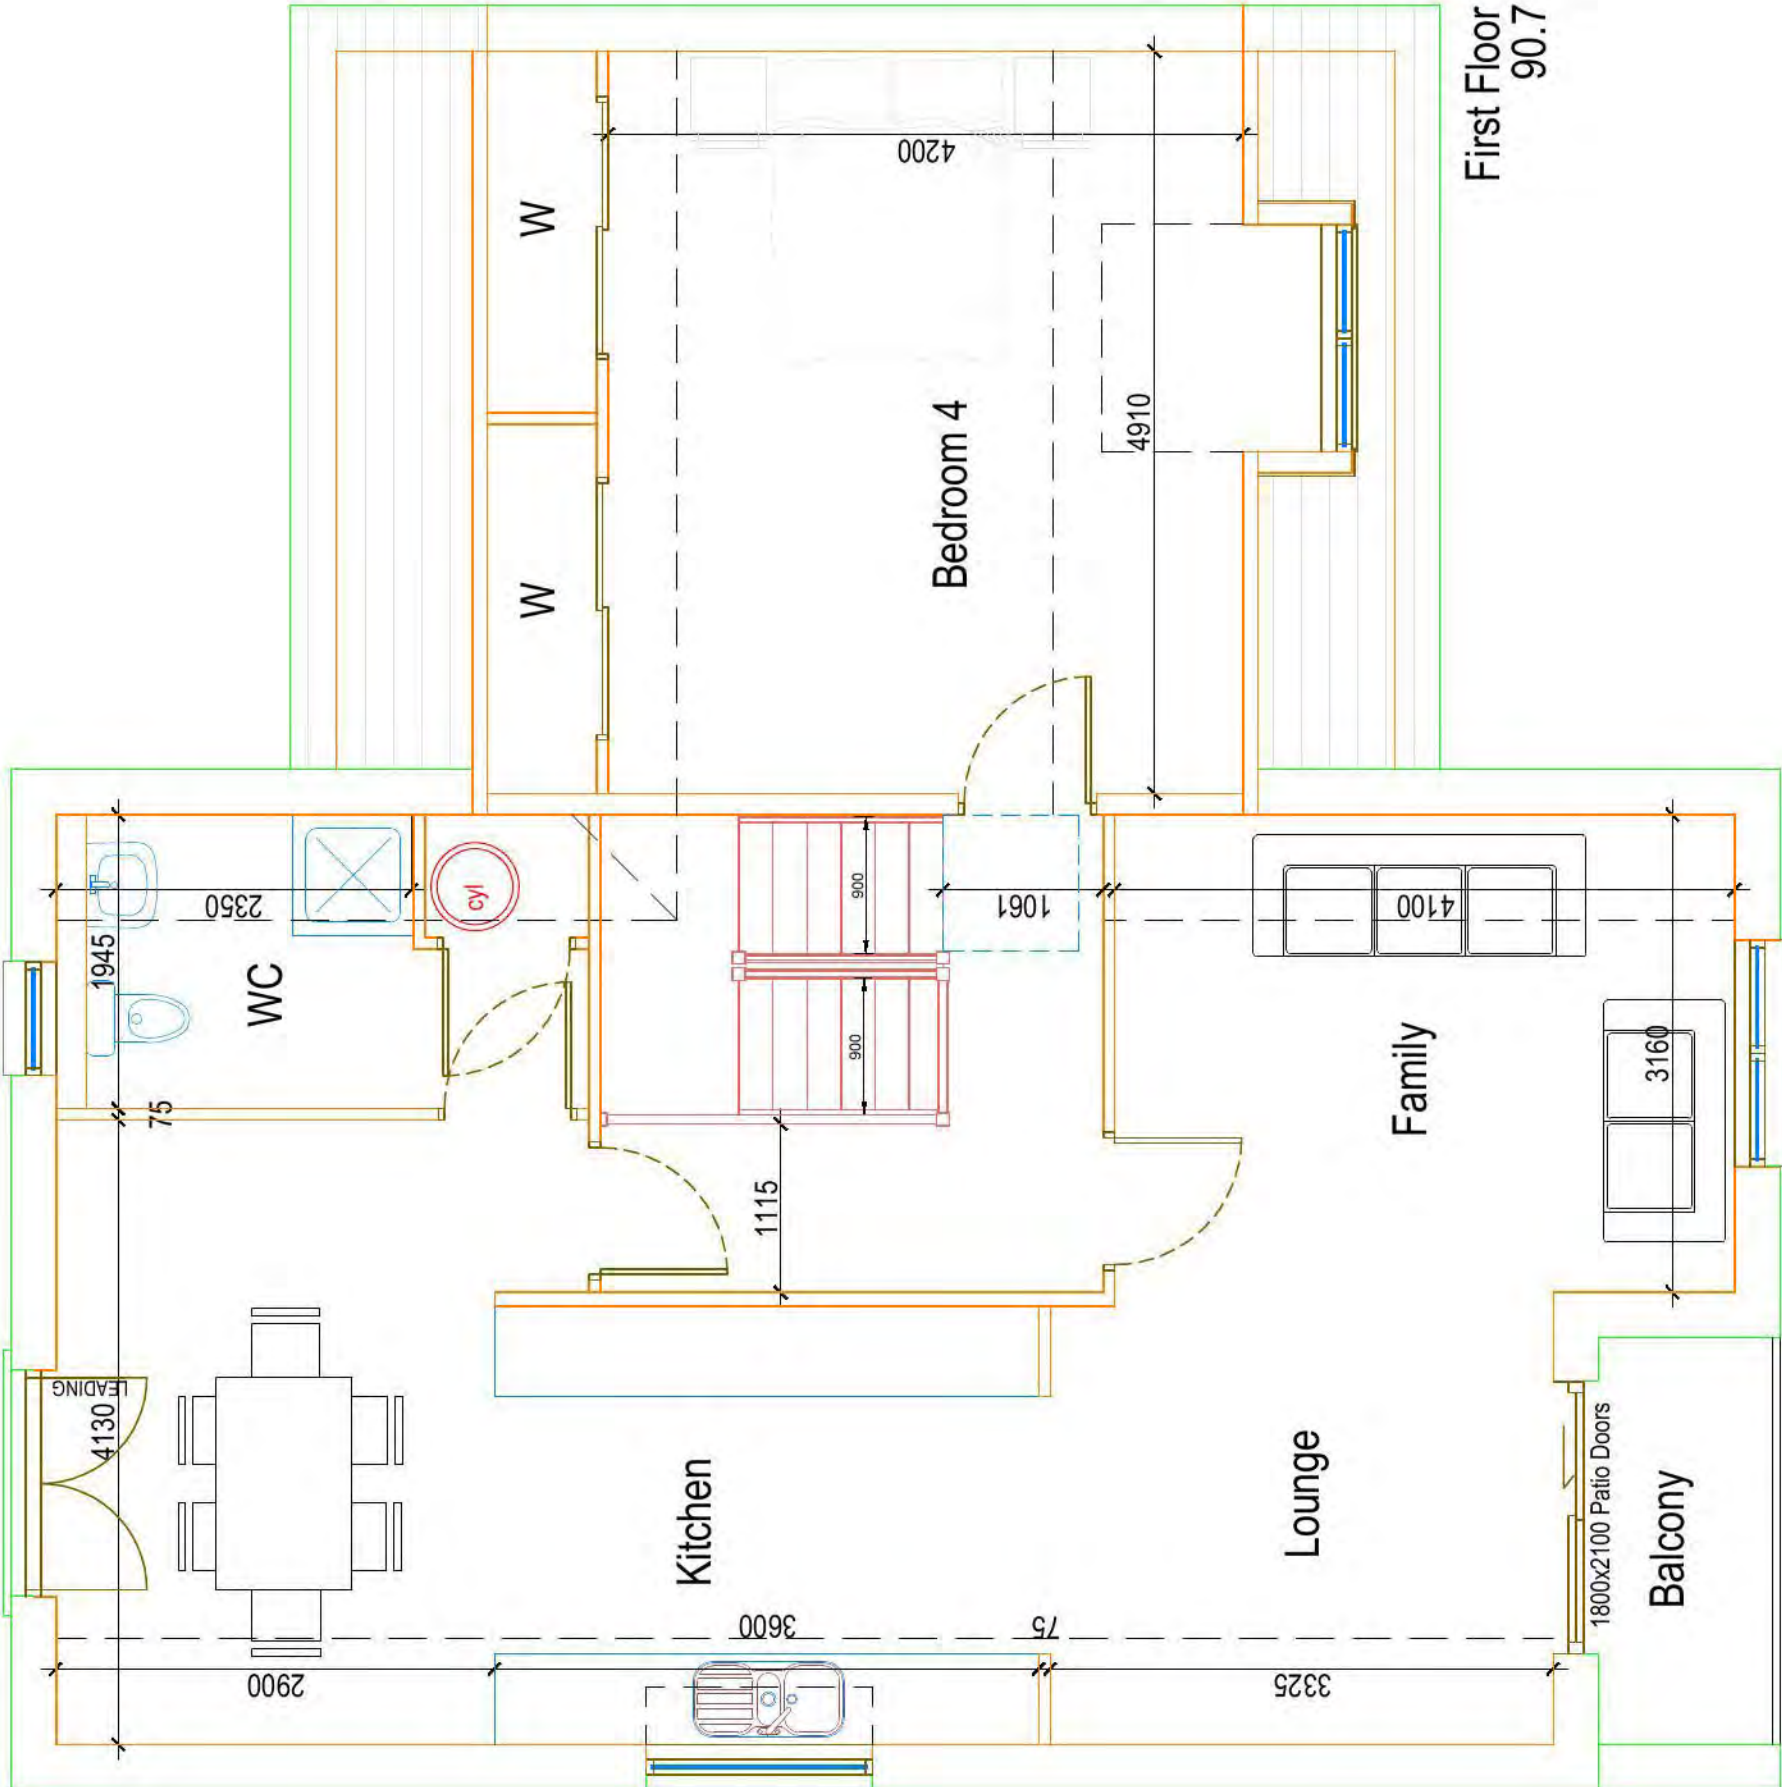 First Floor
90.7
W
W
4200
Bedroom 4
4910
2350
1945
WC
75
cyl
900
900
1061
4100
3160
Family
1115
LEADING
4130
Kitchen
Lounge
1800x2100 Patio Doors
Balcony
2900
3600
75
3325